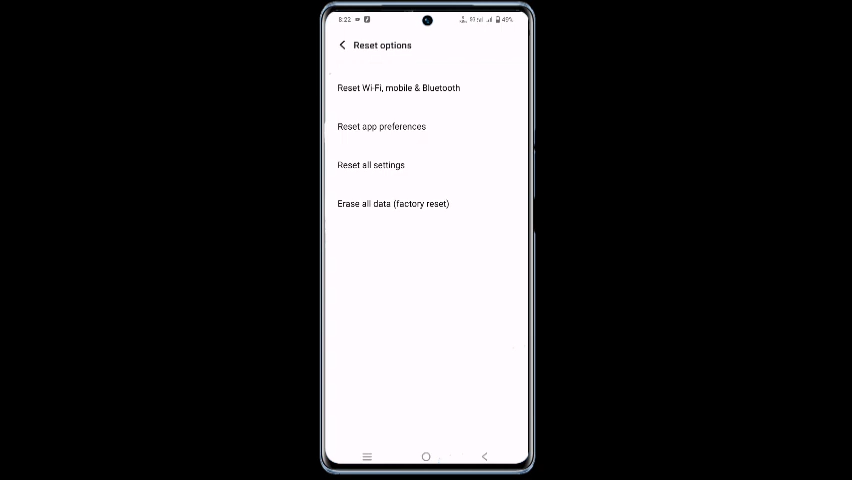 8:22
49%
Reset options
Reset Wi-Fi, mobile & Bluetooth
Reset app preferences
Reset all settings
Erase all data (factory reset)